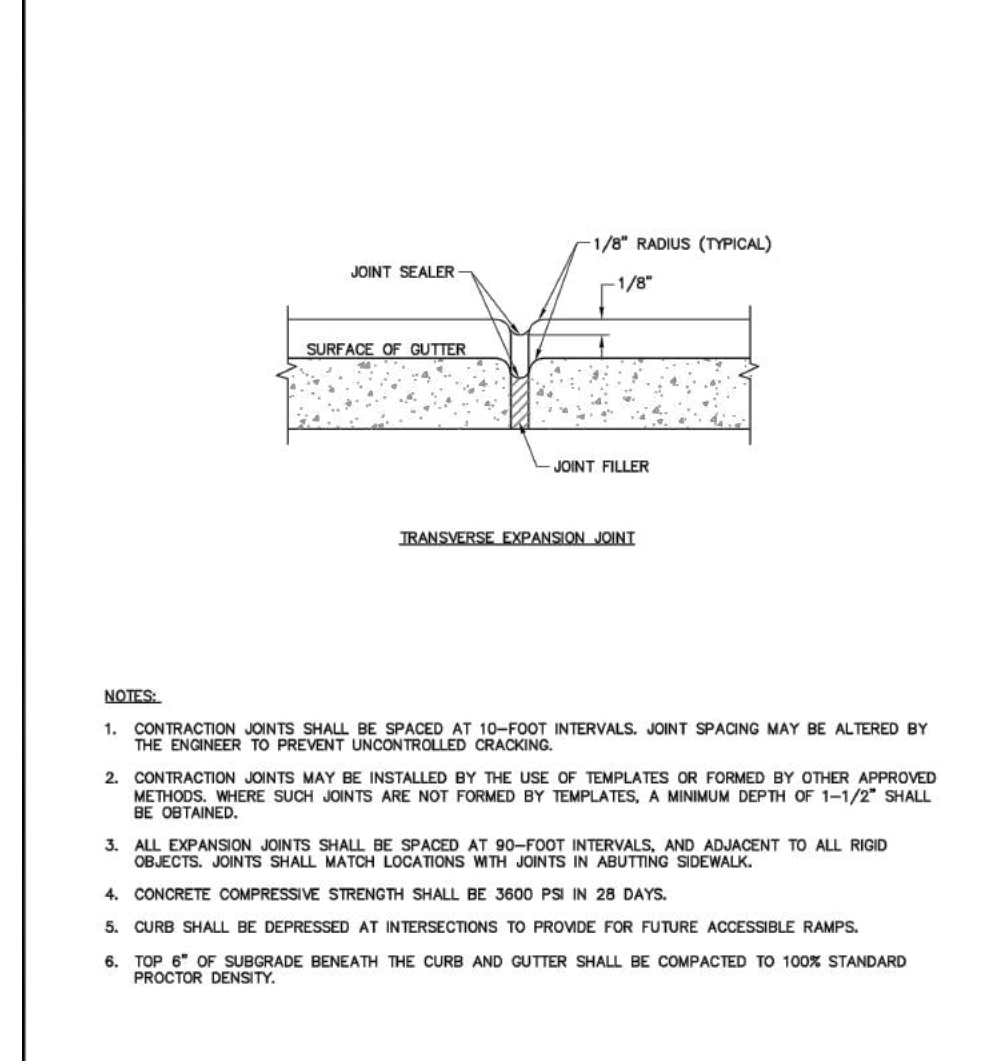 1/8" RADIUS (TYPICAL)
JOINT SEALER
1/8"
SURFACE OF GUTTER
JOINT FILLER
TRANSVERSE EXPANSION JOINT
NOTES:
1. CONTRACTION JOINTS SHALL BE SPACED AT 10-FOOT INTERVALS. JOINT SPACING MAY BE ALTERED BY
THE ENGINEER TO PREVENT UNCONTROLLED CRACKING.
2. CONTRACTION JOINTS MAY BE INSTALLED BY THE USE OF TEMPLATES OR FORMED BY OTHER APPROVED
METHODS. WHERE SUCH JOINTS ARE NOT FORMED BY TEMPLATES, A MINIMUM DEPTH OF 1-1/2" SHALL
BE OBTAINED.
3. ALL EXPANSION JOINTS SHALL BE SPACED AT 90-FOOT INTERVALS, AND ADJACENT TO ALL RIGID
OBJECTS. JOINTS SHALL MATCH LOCATIONS WITH JOINTS IN ABUTTING SIDEWALK.
4. CONCRETE COMPRESSIVE STRENGTH SHALL BE 3600 PSI IN 28 DAYS.
5. CURB SHALL BE DEPRESSED AT INTERSECTIONS TO PROVIDE FOR FUTURE ACCESSIBLE RAMPS.
6. TOP 6" OF SUBGRADE BENEATH THE CURB AND GUTTER SHALL BE COMPACTED TO 100% STANDARD
PROCTOR DENSITY.